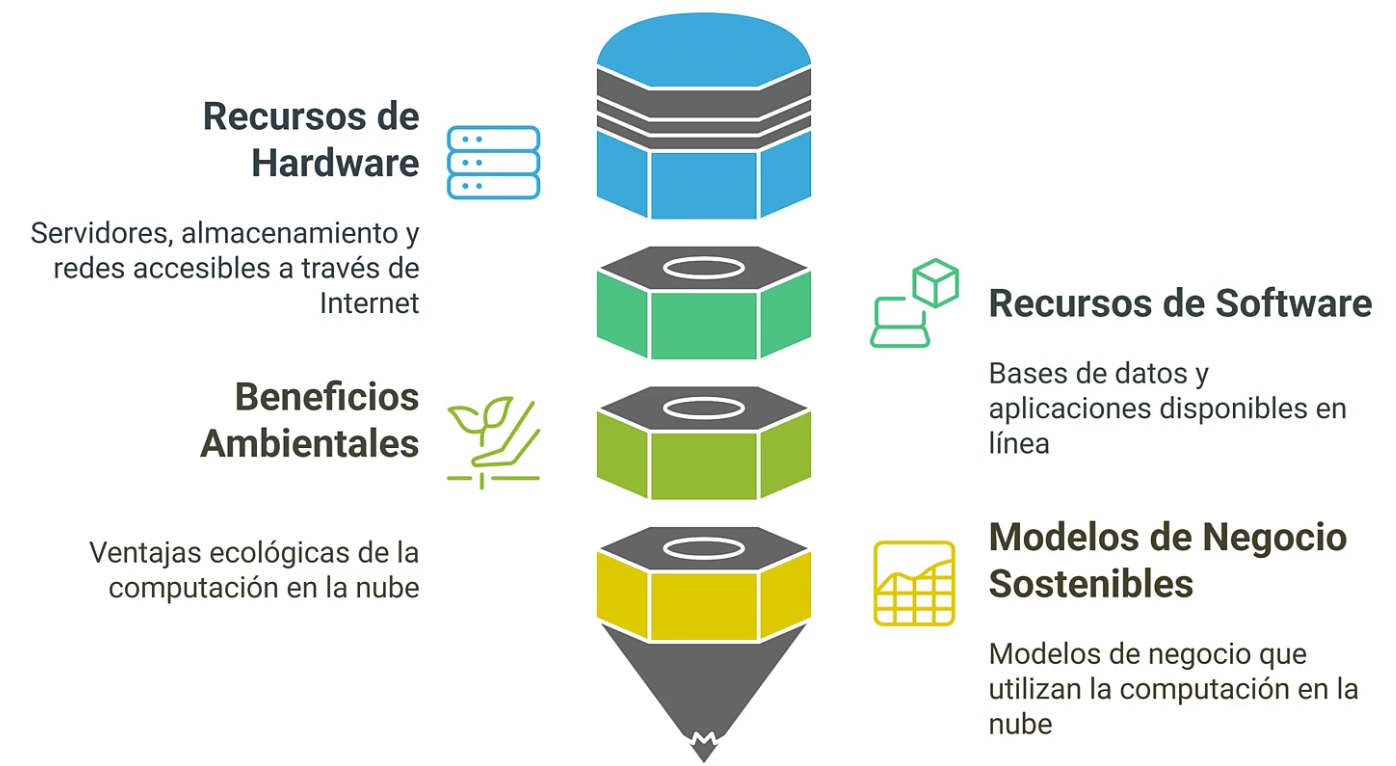 Recursos de
Hardware
Servidores, almacenamiento y
redes accesibles a través de
Internet
Recursos de Software
Bases de datos y
aplicaciones disponibles en
línea
Beneficios
Ambientales
Ventajas ecológicas de la
computación en la nube
Modelos de Negocio
Sostenibles
Modelos de negocio que
utilizan la computación en la
nube